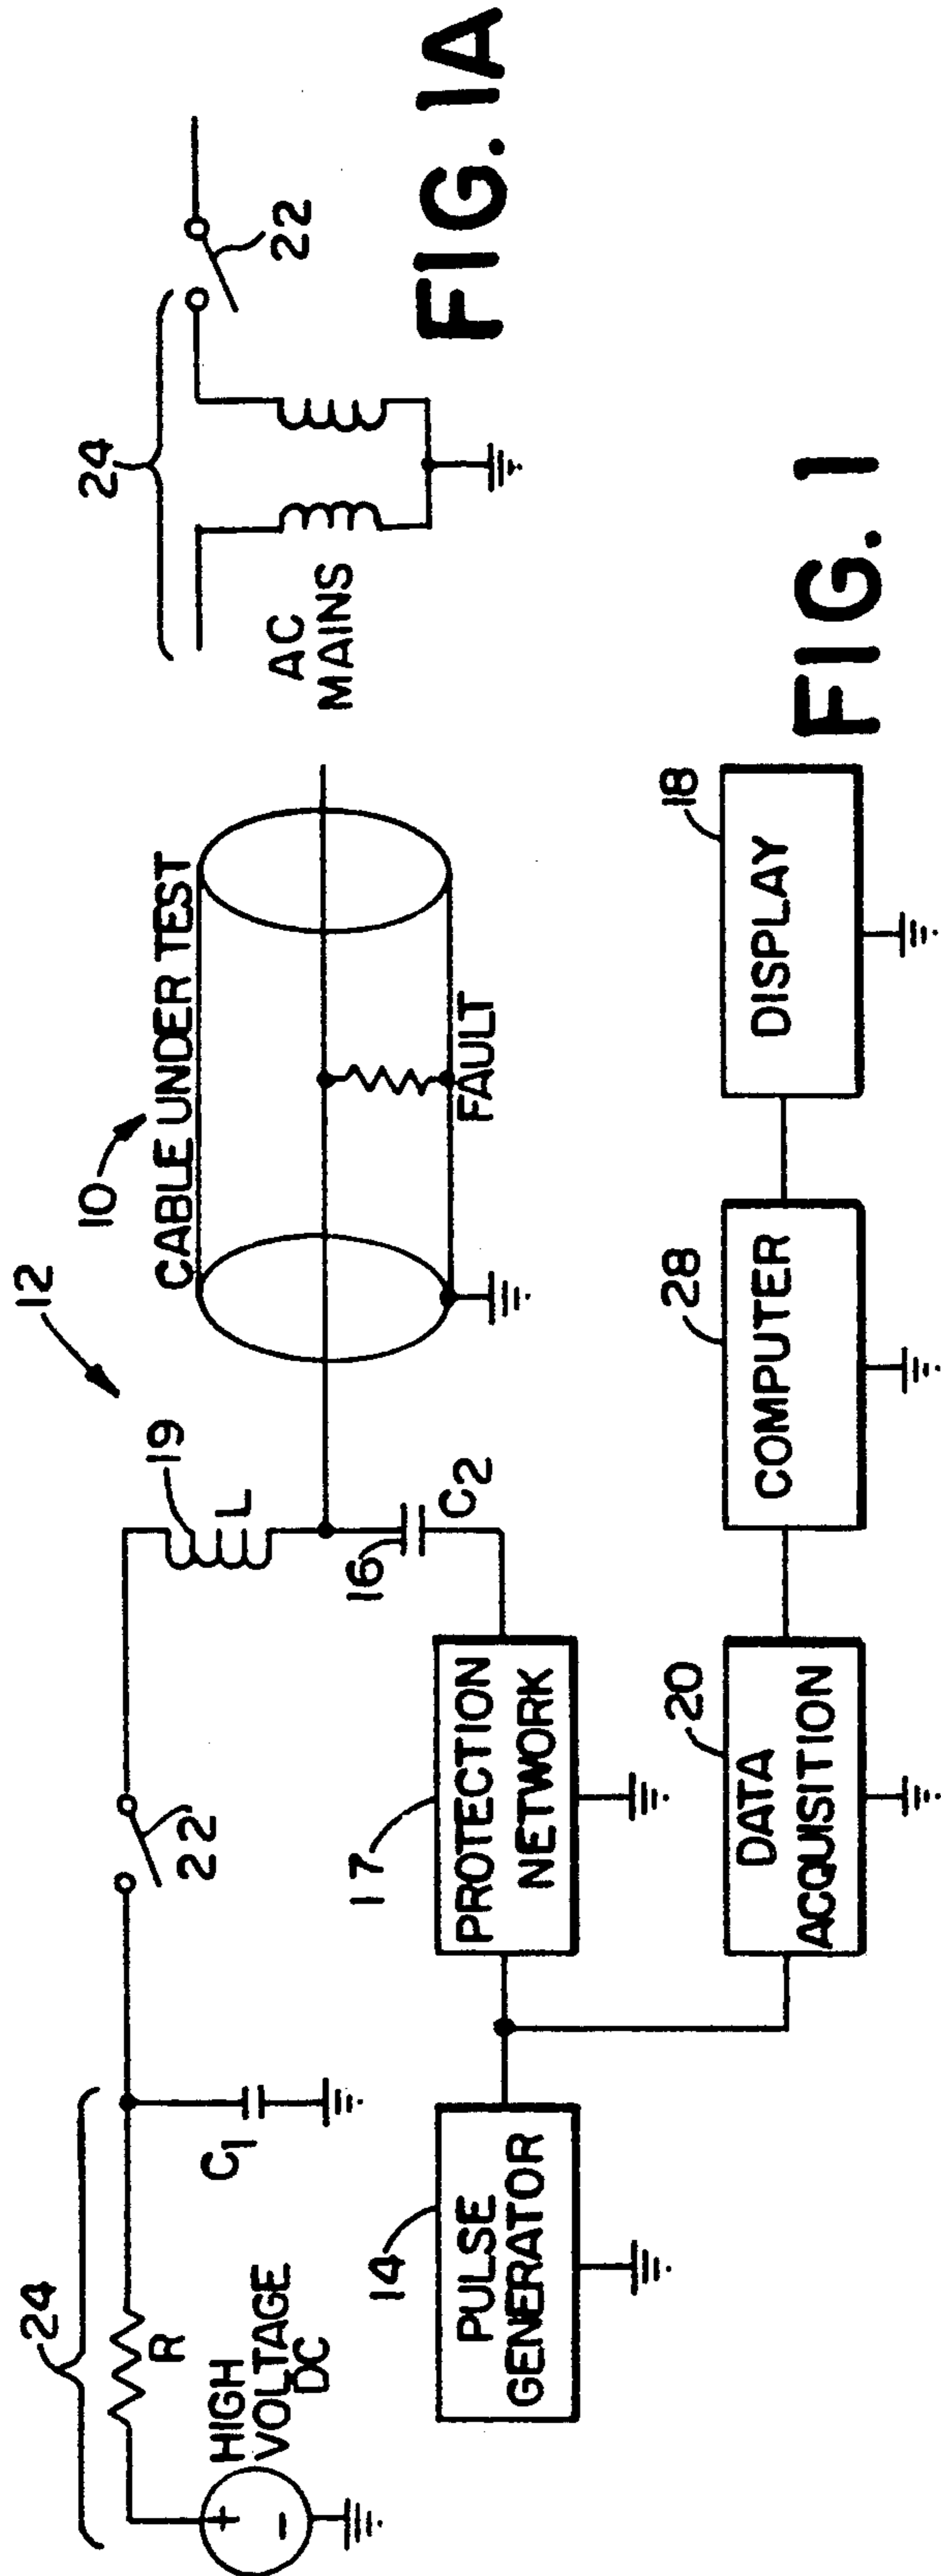 12
10
CABLE UNDER TEST
24
R
HIGH
VOLTAGE
DC
+
-
C1
22
19
L
16
C2
FAULT
14
PULSE
GENERATOR
17
PROTECTION
NETWORK
20
DATA
ACQUISITION
28
COMPUTER
18
DISPLAY
FIG. 1
24
22
AC
MAINS
FIG. 1A